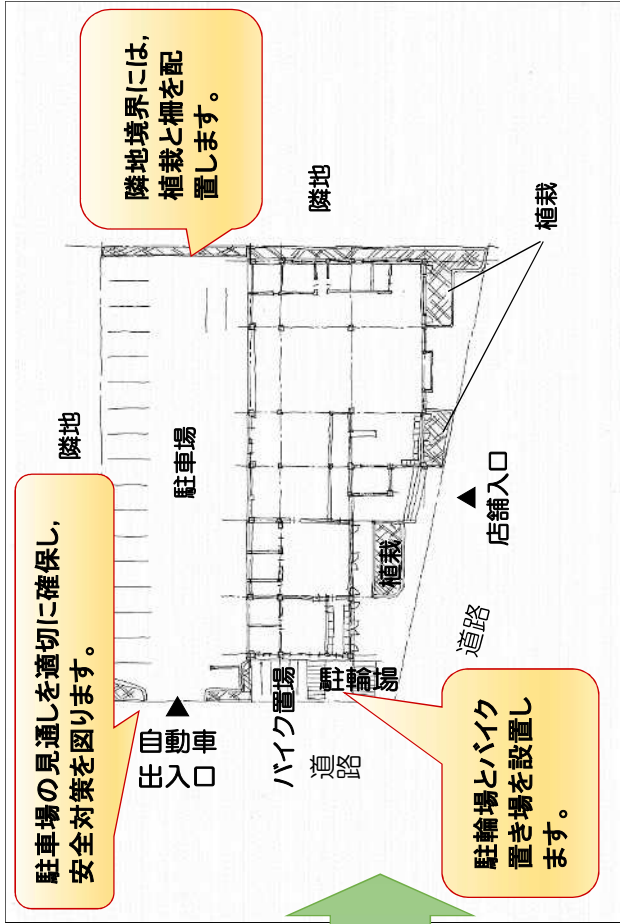 駐車場の見通しを適切に確保し,
安全対策を図ります。
隣地境界には,
植栽と柵を配
置します。
隣地
駐車場
隣地
自動車
出入口
バイク置場
駐輪場
植栽
植栽
道路
店舗入口
道路
駐輪場とバイク
置き場を設置し
ます。